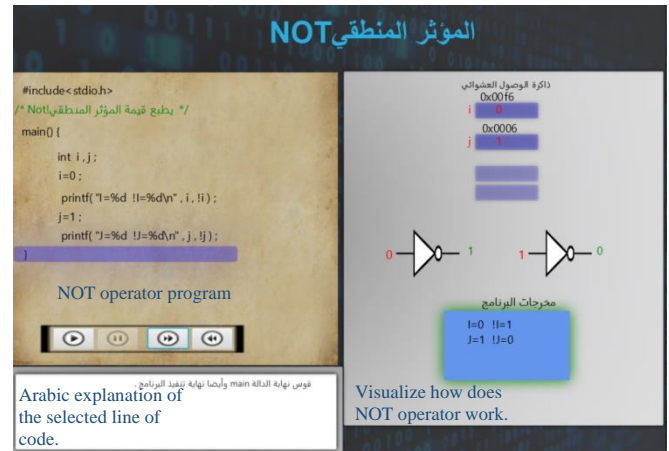 المؤثر المنطقيNOT
#include<stdio.h>
/* يطبع قيمة المؤثر المنطقيNot! */
main() {
int i,j;
i=0;
printf("I=%d !I=%d\n",i,!i);
j=1;
printf("J=%d !J=%d\n",j,!j);
}
NOT operator program
قوس نهاية الدالة main وأيضا نهاية تنفيذ البرنامج.
Arabic explanation of
the selected line of
code.
ذاكرة الوصول العشوائي
0x00f6
i 0
0x0006
j 1
0 1 1 0
مخرجات البرنامج
I=0 !I=1
J=1 !J=0
Visualize how does
NOT operator work.